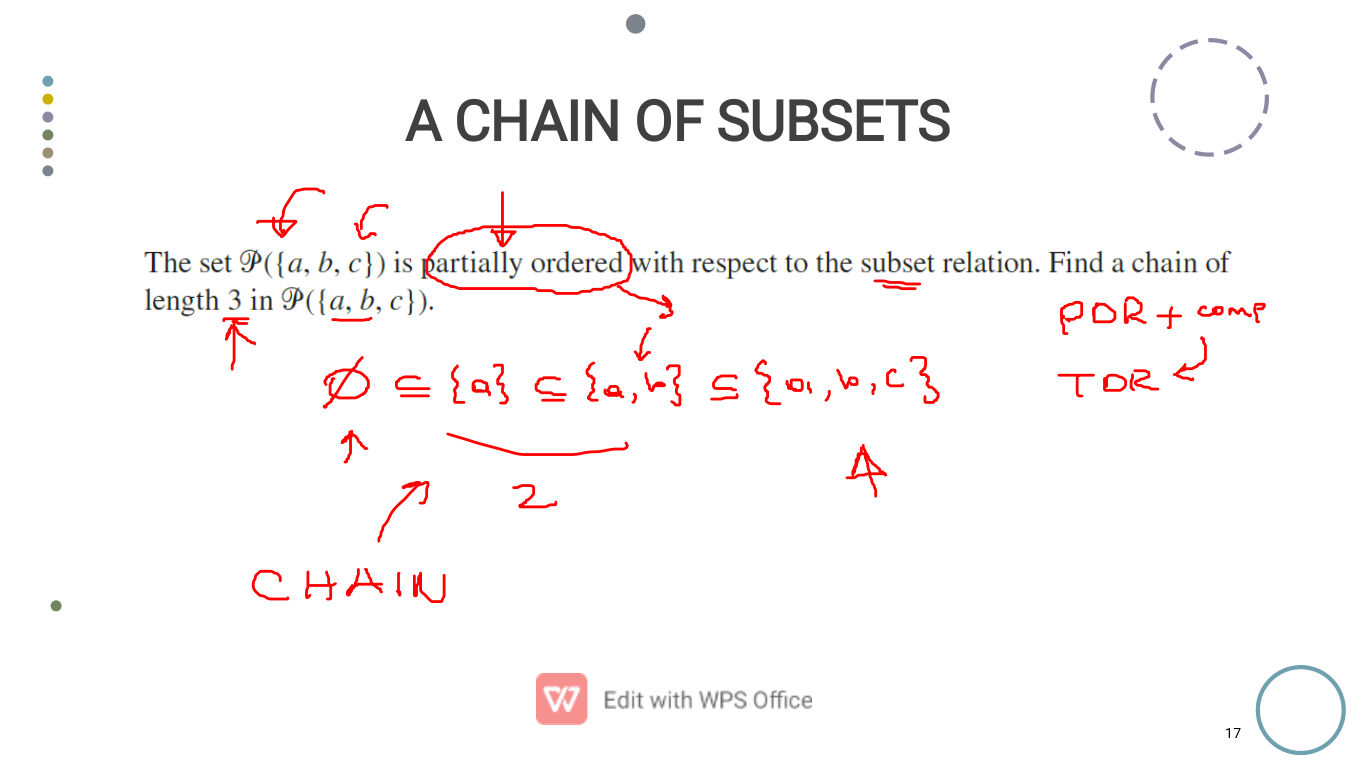 A CHAIN OF SUBSETS
The set 𝒫({a, b, c}) is partially ordered with respect to the subset relation. Find a chain of
length 3 in 𝒫({a, b, c}).
POR + comp
∅ ⊆ {a} ⊆ {a, b} ⊆ {a, b, c}
TOR
2
CHAIN
Edit with WPS Office
17